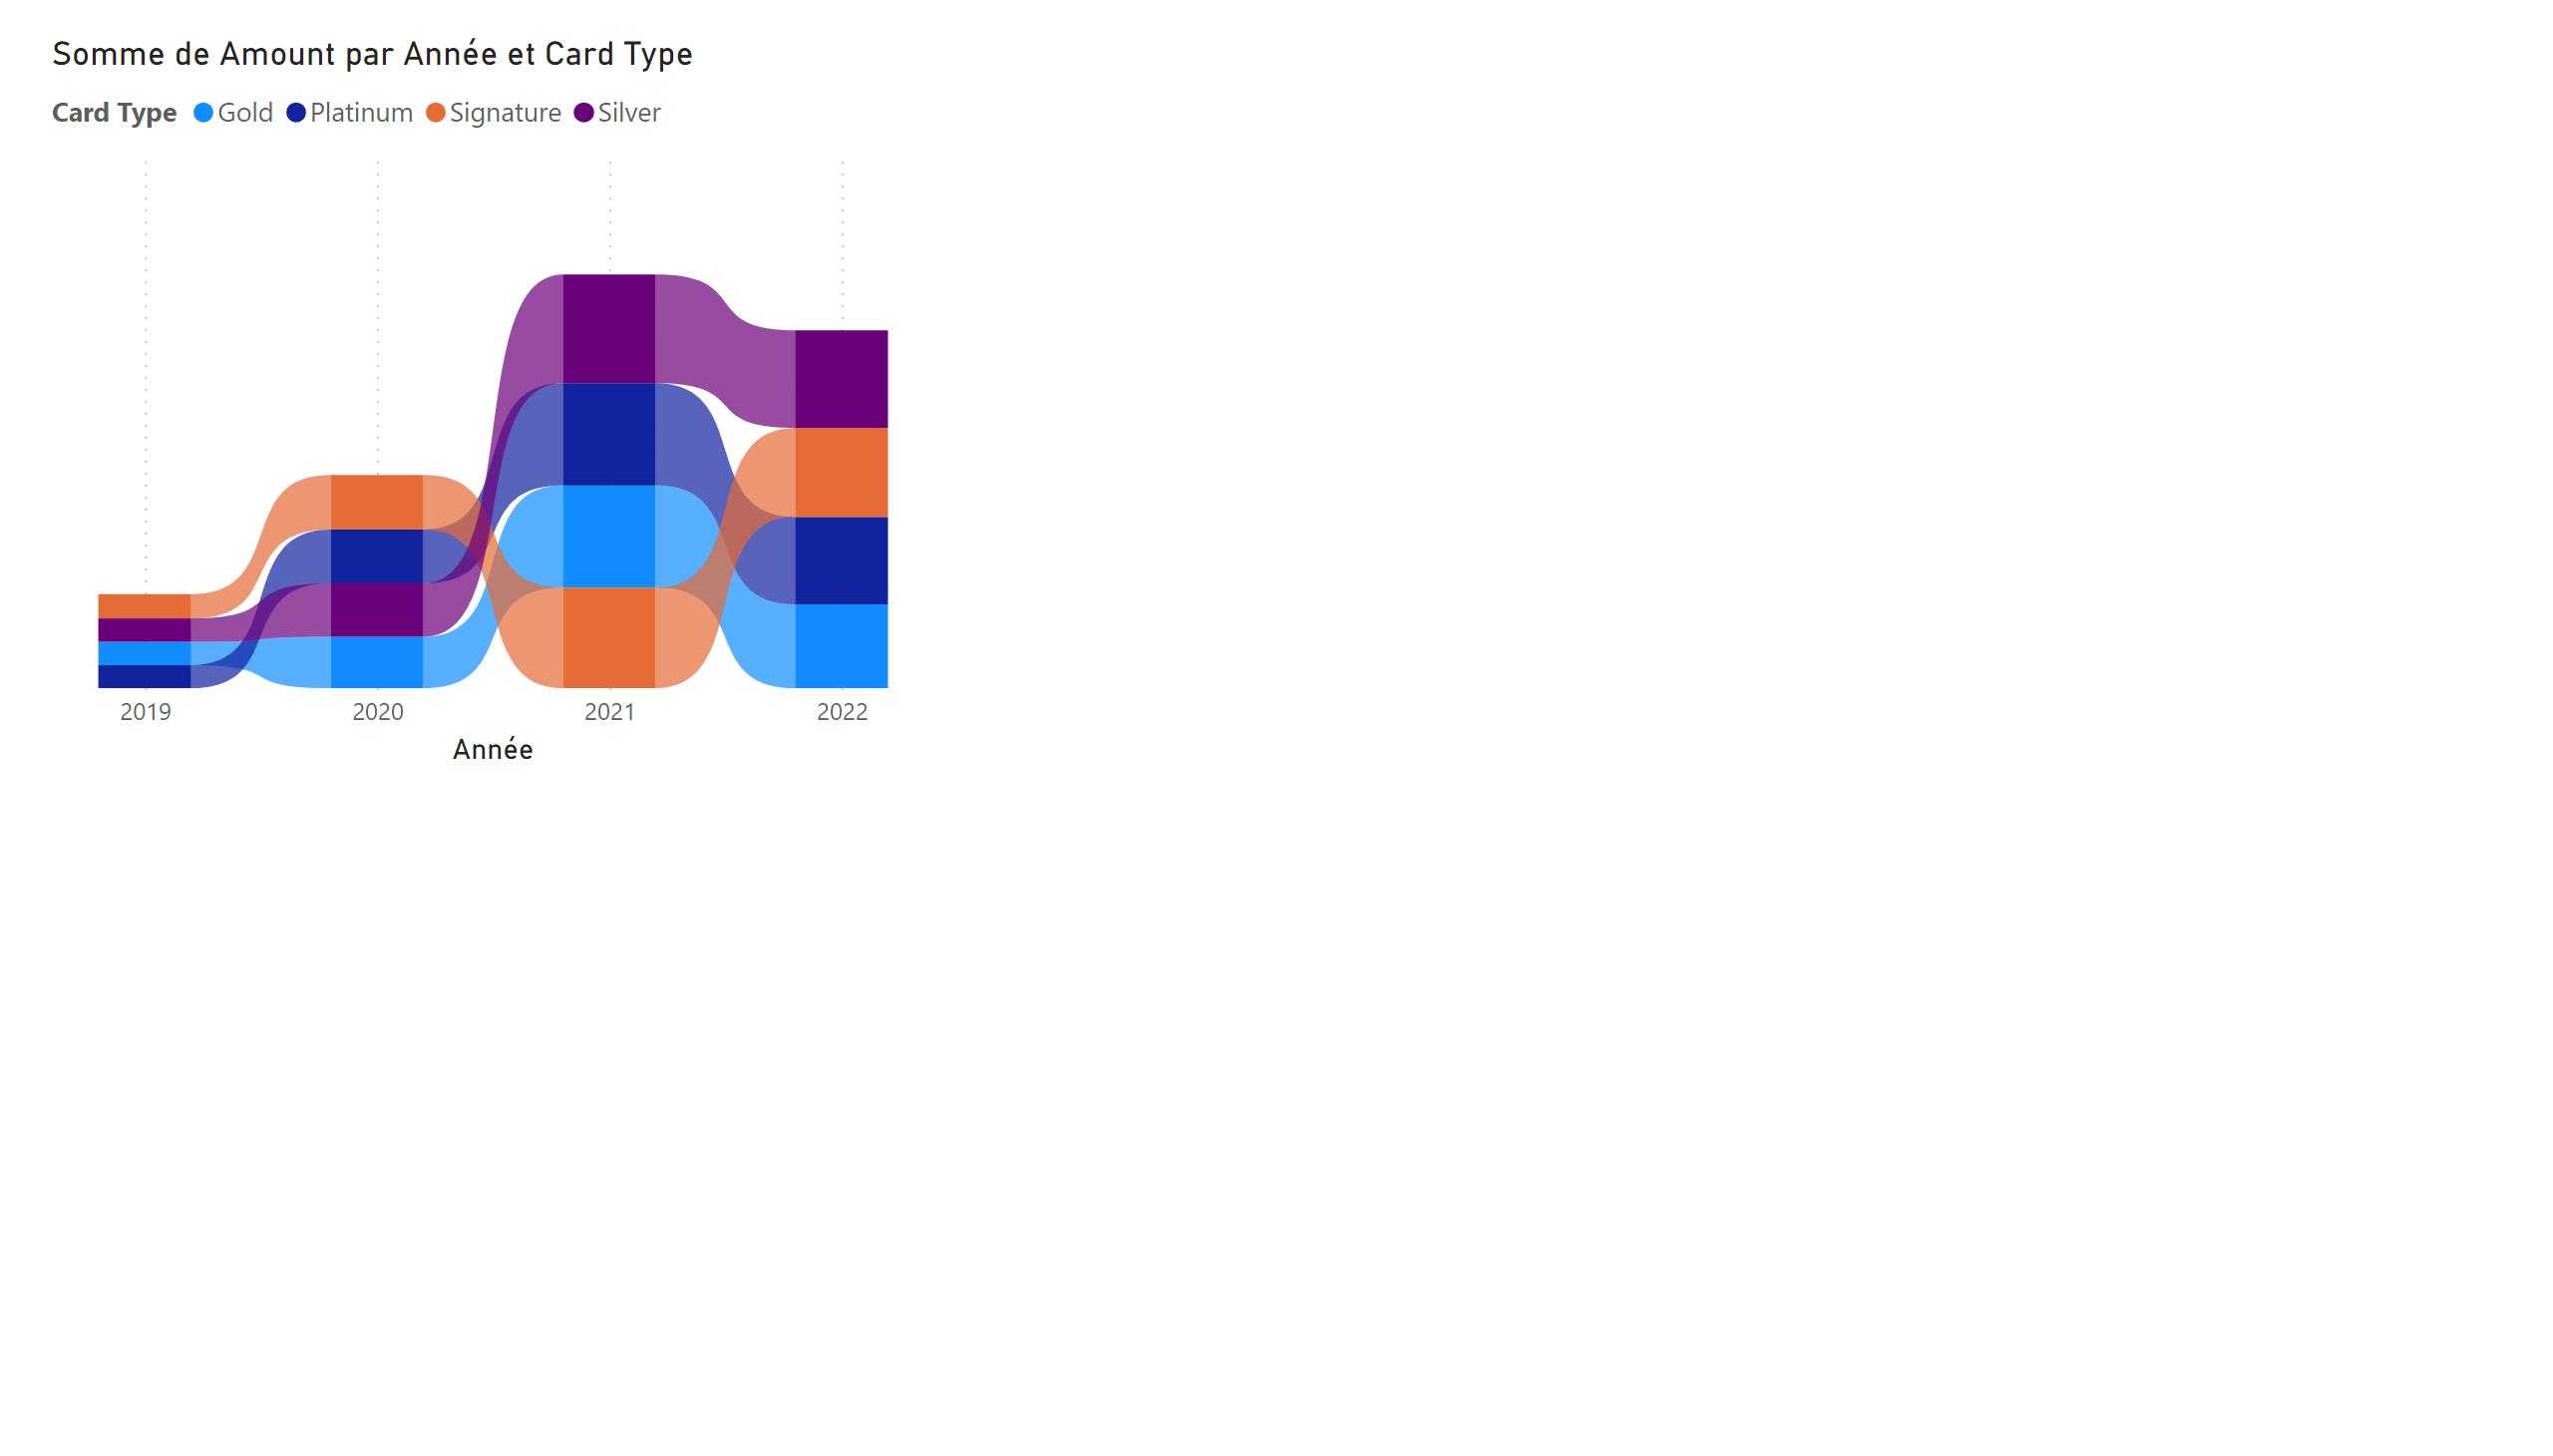 Somme de Amount par Année et Card Type
Card Type Gold Platinum Signature Silver
2019 2020 2021 2022
Année